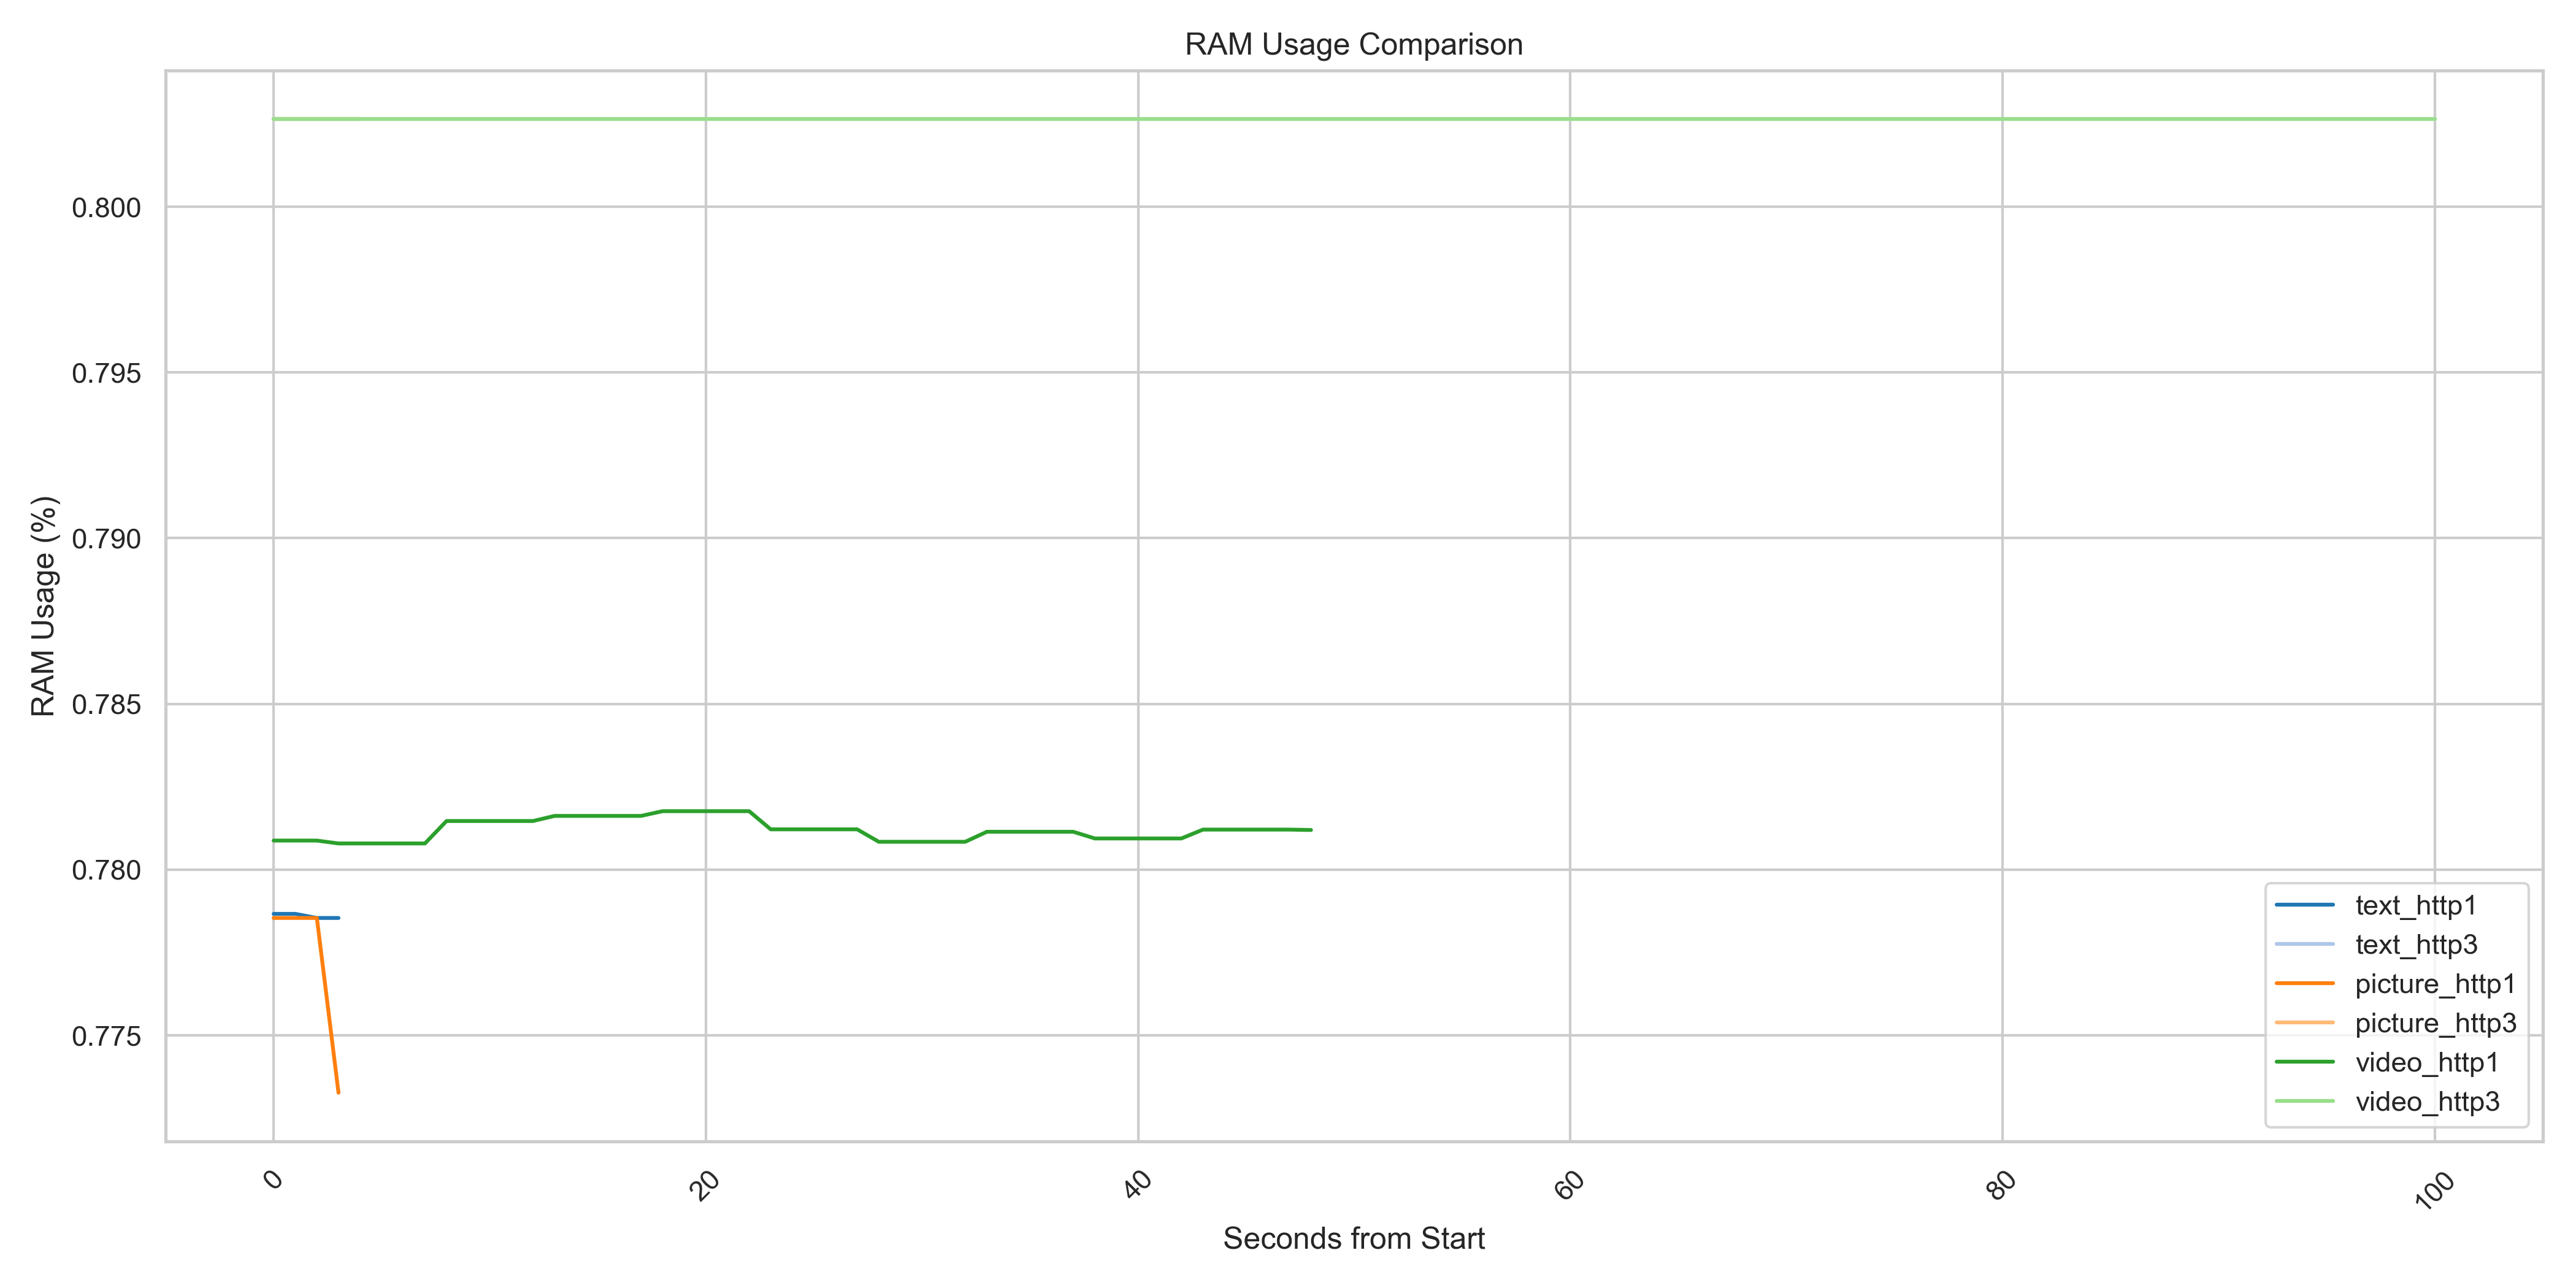 RAM Usage Comparison
RAM Usage (%)
0.800
0.795
0.790
0.785
0.780
0.775
0
20
40
60
80
100
Seconds from Start
text_http1
text_http3
picture_http1
picture_http3
video_http1
video_http3